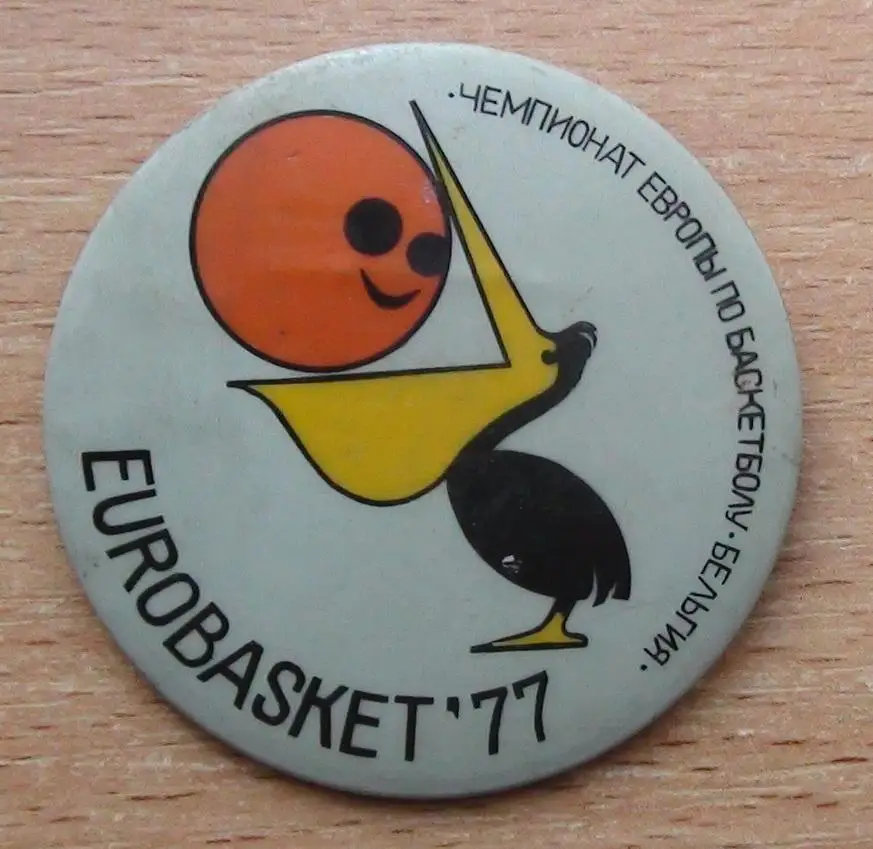 ·ЧЕМПИОНАТ ЕВРОПЫ ПО БАСКЕТБОЛУ·БЕЛЬГИЯ·
EUROBASKET '77